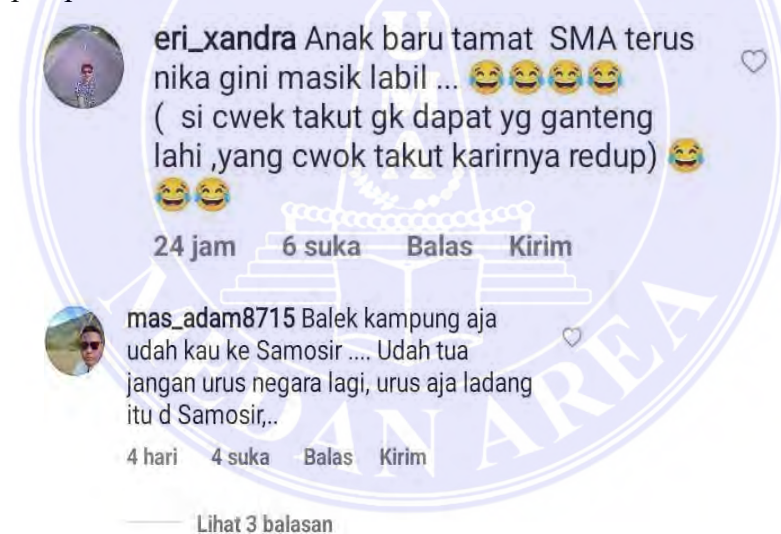 eri_xandra Anak baru tamat SMA terus
nika gini masik labil ... 😂😂😂😂
( si cwek takut gk dapat yg ganteng
lahi ,yang cwok takut karirnya redup) 😂
😂😂
24 jam 6 suka Balas Kirim
mas_adam8715 Balek kampung aja
udah kau ke Samosir .... Udah tua
jangan urus negara lagi, urus aja ladang
itu d Samosir,..
4 hari 4 suka Balas Kirim
Lihat 3 balasan
MEDAN AREA